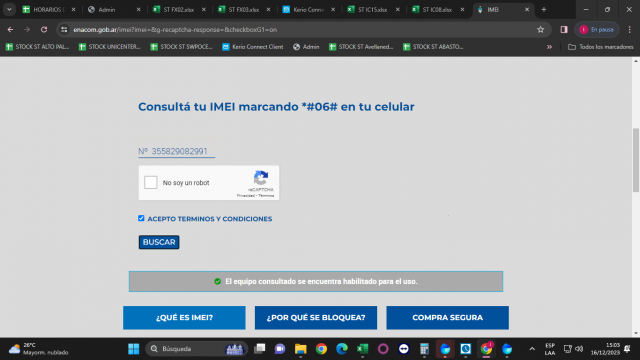 HORARIOS
Admin
ST FX02.xlsx
ST FX03.xlsx
Kerio Conne
ST IC15.xlsx
ST IC08.xlsx
IMEI
enacom.gob.ar/imei?imei=&g-recaptcha-response=&checkboxG1=on
En pausa
STOCK ST ALTO PAL...
STOCK ST UNICENTER...
STOCK ST SWPOCE...
Kerio Connect Client
Admin
STOCK ST Avellaned...
STOCK ST ABASTO...
Todos los marcadores
Consultá tu IMEI marcando *#06# en tu celular
Nº 355829082991
No soy un robot
reCAPTCHA
Privacidad - Términos
ACEPTO TERMINOS Y CONDICIONES
BUSCAR
El equipo consultado se encuentra habilitado para el uso.
¿QUÉ ES IMEI?
¿POR QUÉ SE BLOQUEA?
COMPRA SEGURA
26°C
Mayorm. nublado
Búsqueda
ESP
LAA
15:03
16/12/2023